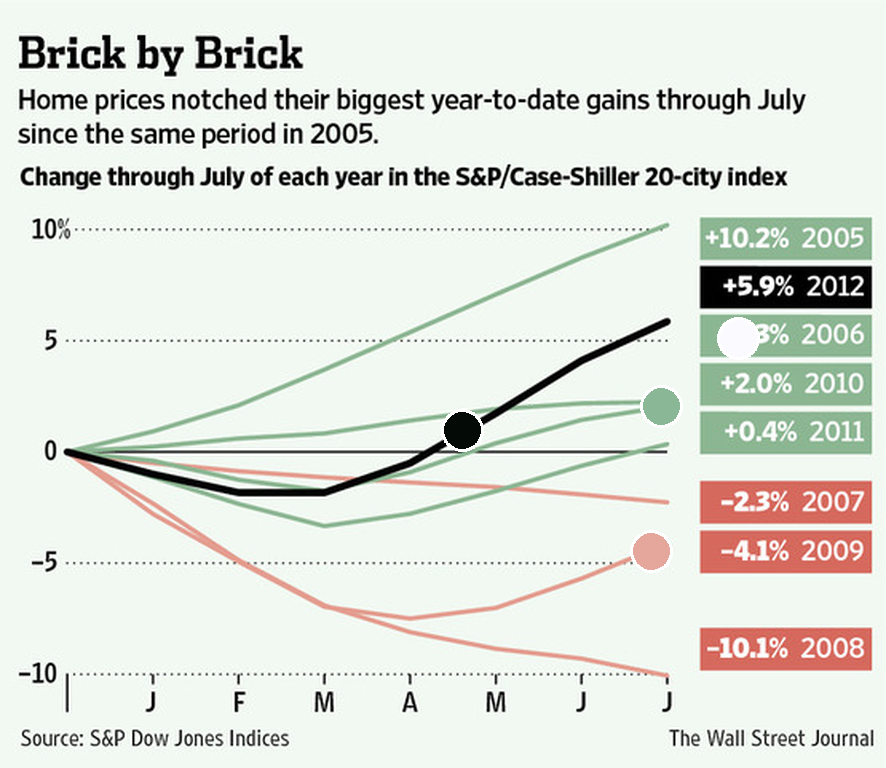 Brick by Brick
Home prices notched their biggest year-to-date gains through July
since the same period in 2005.
Change through July of each year in the S&P/Case-Shiller 20-city index
10%
5
0
−5
−10
J F M A M J J
+10.2% 2005
+5.9% 2012
3% 2006
+2.0% 2010
+0.4% 2011
−2.3% 2007
−4.1% 2009
−10.1% 2008
Source: S&P Dow Jones Indices
The Wall Street Journal